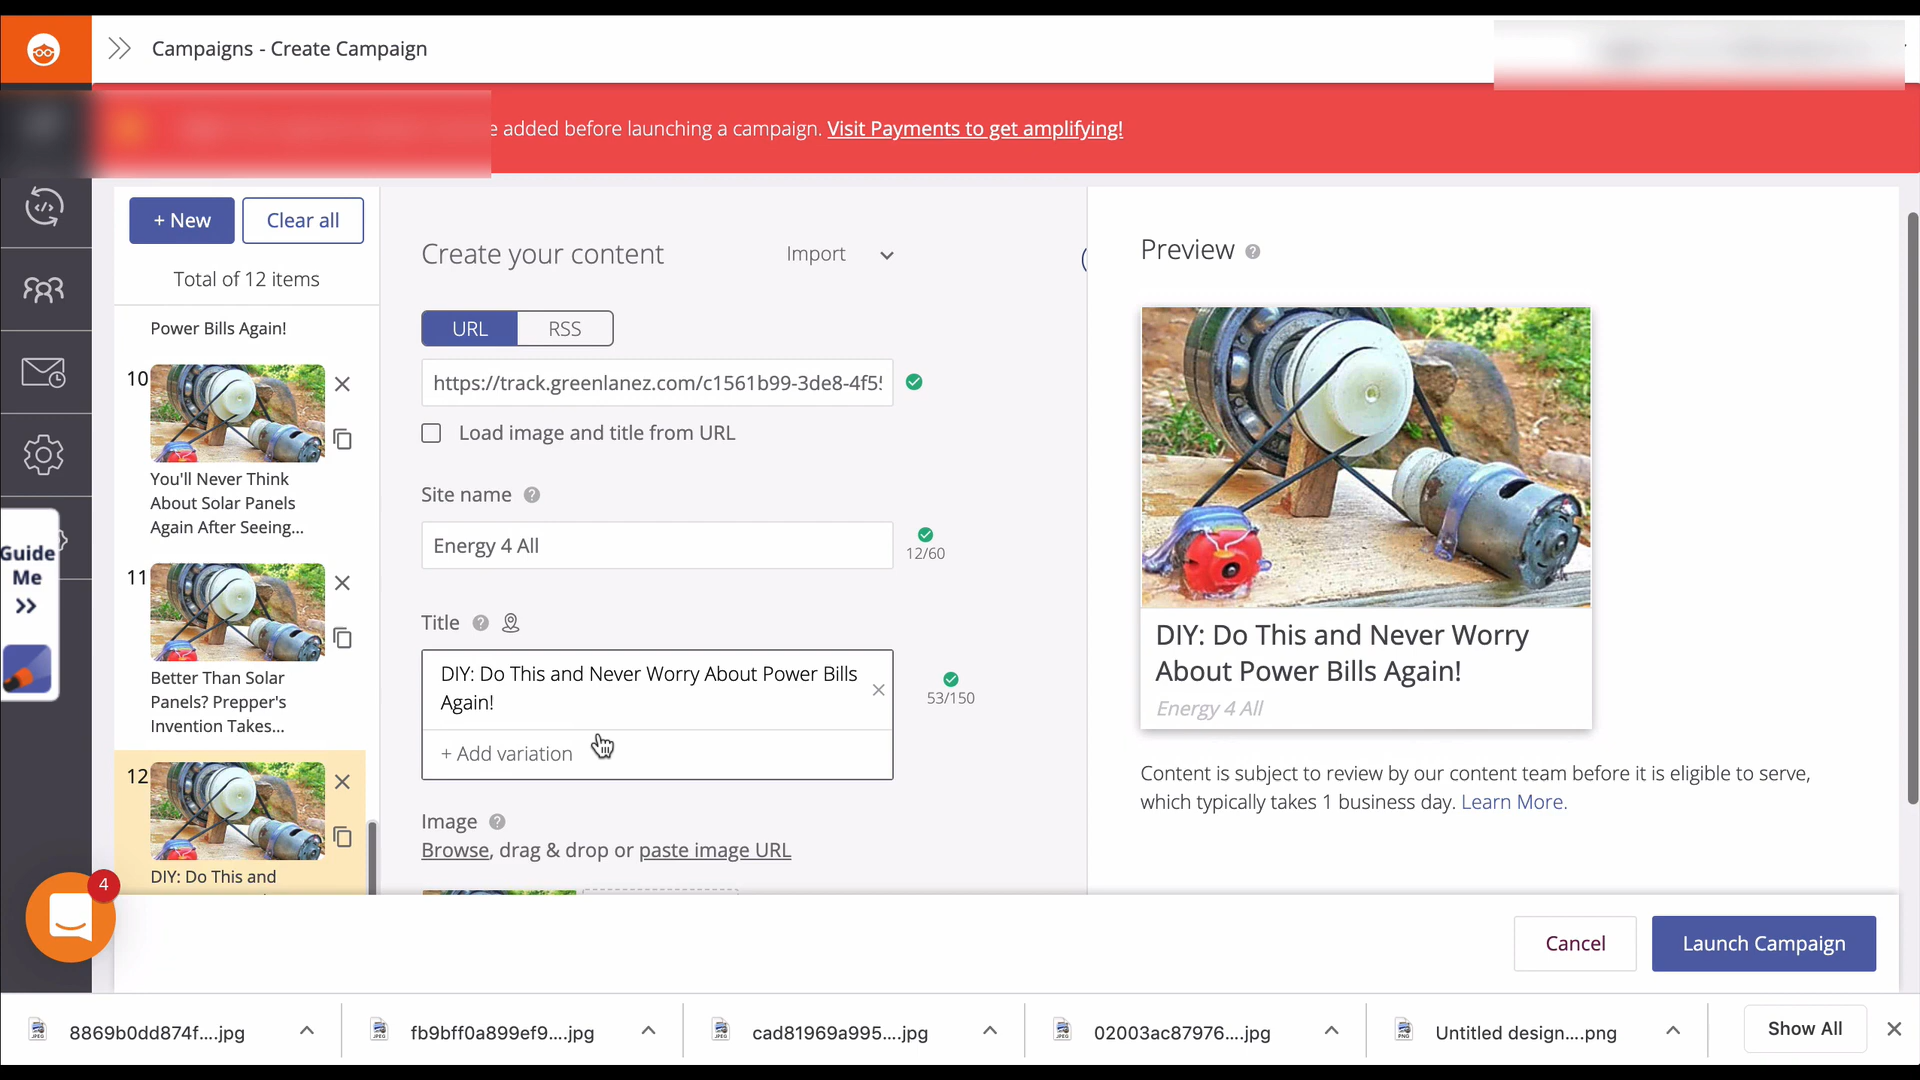 Campaigns - Create Campaign
e added before launching a campaign. Visit Payments to get amplifying!
+ New
Clear all
Total of 12 items
Power Bills Again!
10
You'll Never Think
About Solar Panels
Again After Seeing...
11
Better Than Solar
Panels? Prepper's
Invention Takes...
12
DIY: Do This and
Guide
Me
4
Create your content
Import
URL
RSS
https://track.greenlanez.com/c1561b99-3de8-4f5
Load image and title from URL
Site name
Energy 4 All
12/60
Title
DIY: Do This and Never Worry About Power Bills
Again!
53/150
+ Add variation
Image
Browse, drag & drop or paste image URL
Preview
DIY: Do This and Never Worry
About Power Bills Again!
Energy 4 All
Content is subject to review by our content team before it is eligible to serve,
which typically takes 1 business day. Learn More.
Cancel
Launch Campaign
8869b0dd874f....jpg
fb9bff0a899ef9....jpg
cad81969a995....jpg
02003ac87976....jpg
Untitled design....png
Show All